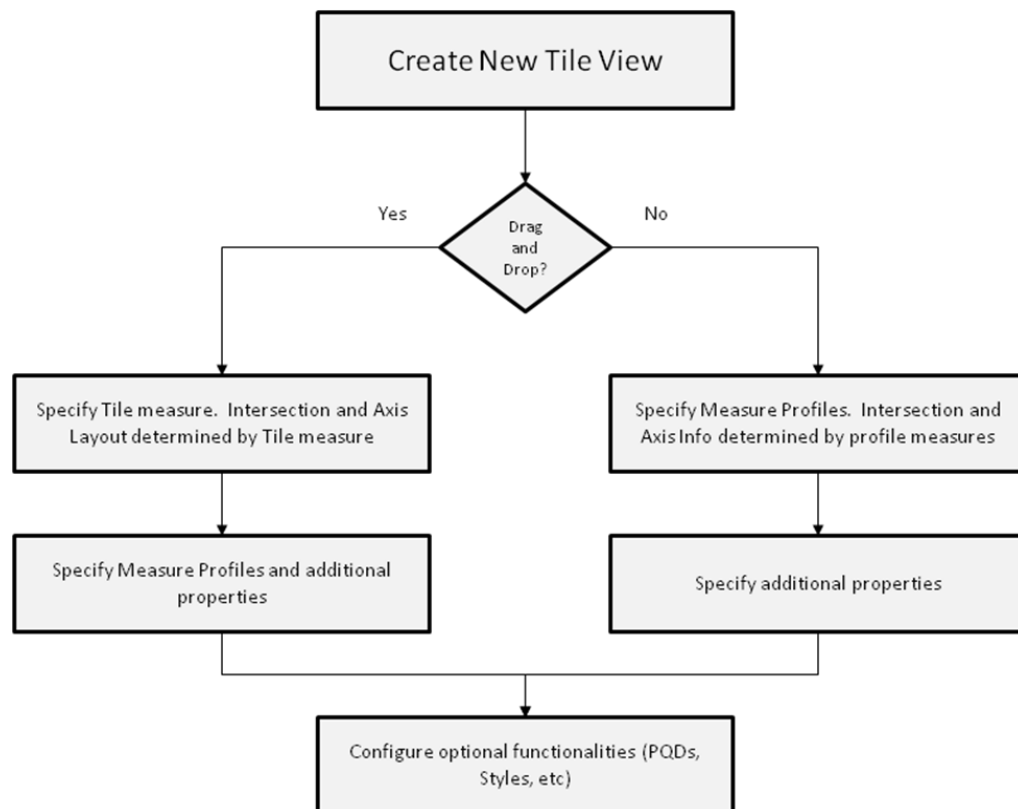 Create New Tile View
Yes
No
Drag
and
Drop?
Specify Tile measure.  Intersection and Axis
Layout determined by Tile measure
Specify Measure Profiles.  Intersection and
Axis Info determined by profile measures
Specify Measure Profiles and additional
properties
Specify additional properties
Configure optional functionalities (PQDs,
Styles, etc)